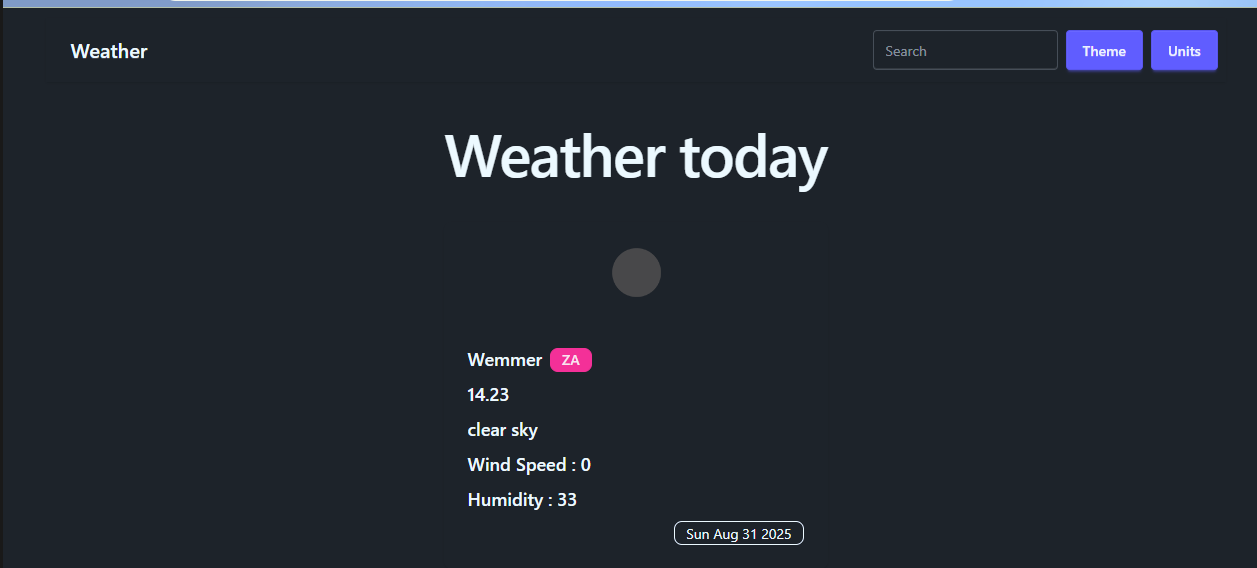 Weather Search Theme Units
Weather today
Wemmer ZA
14.23
clear sky
Wind Speed : 0
Humidity : 33
Sun Aug 31 2025